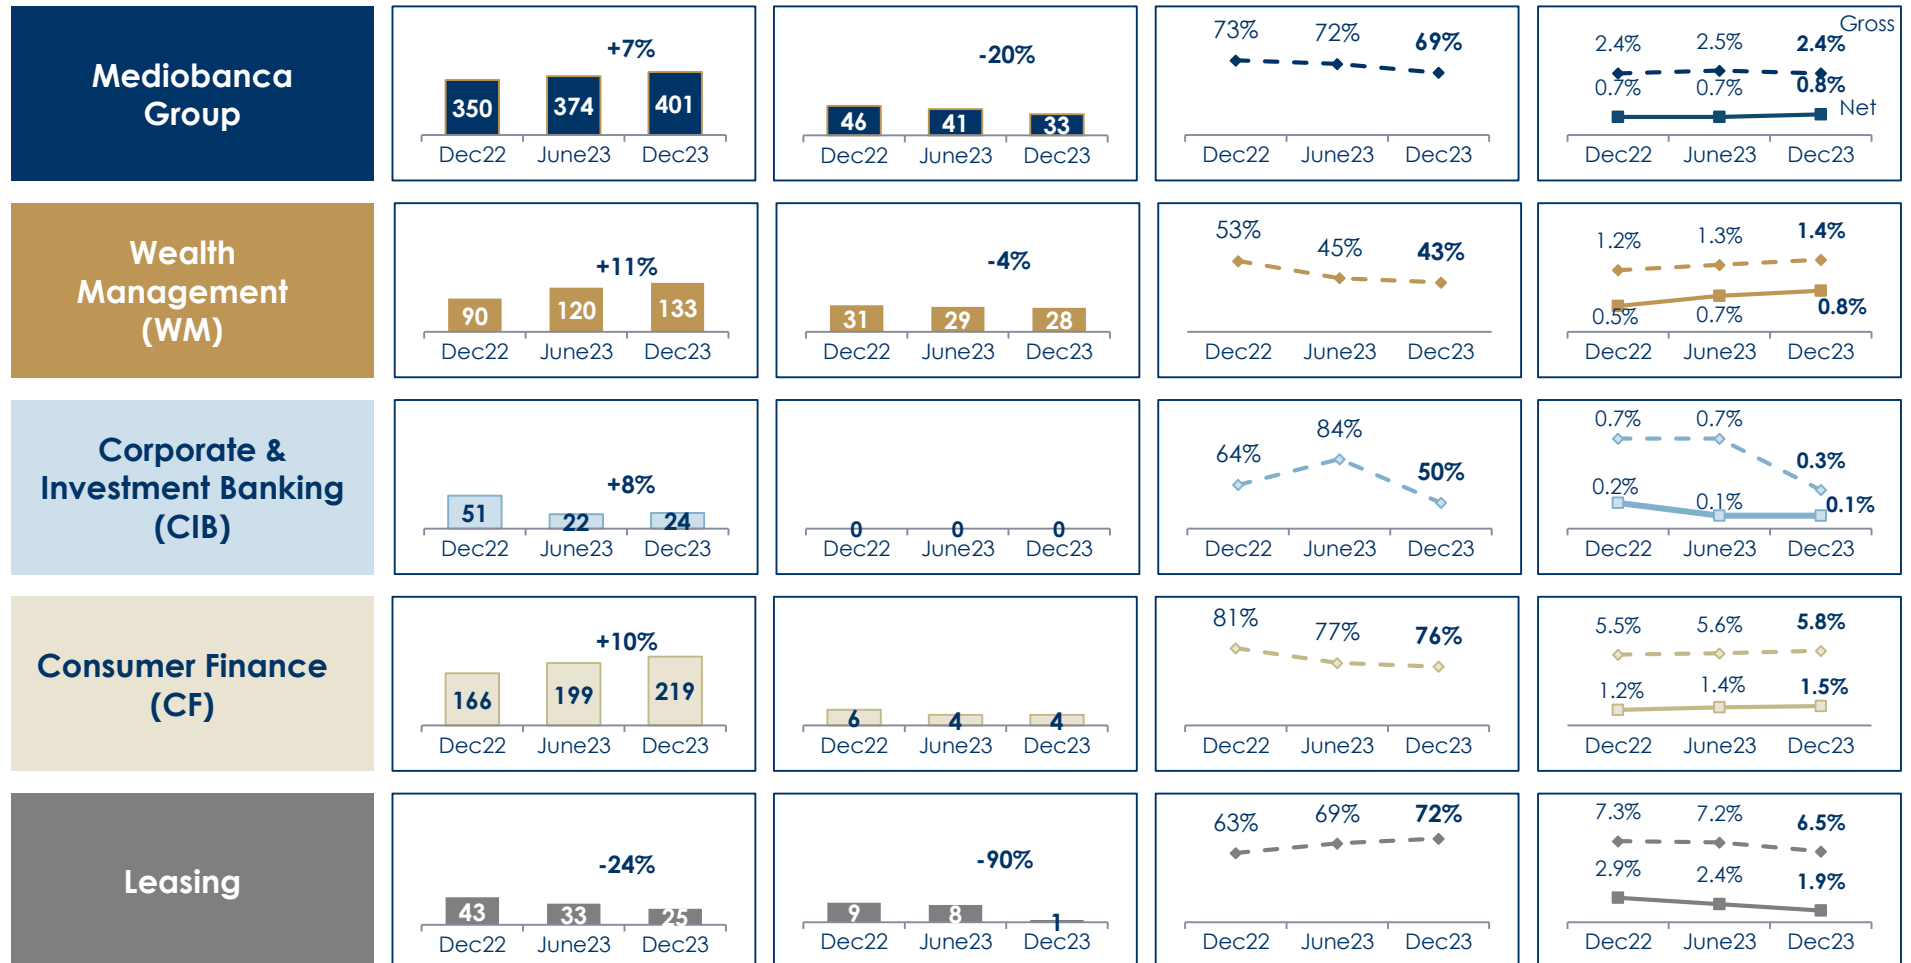 Mediobanca
Group
+7%
350 374 401
Dec22 June23 Dec23
-20%
46 41 33
Dec22 June23 Dec23
73% 72% 69%
Dec22 June23 Dec23
Gross
2.4% 2.5% 2.4%
0.7% 0.7% 0.8%
Net
Dec22 June23 Dec23
Wealth
Management
(WM)
+11%
90 120 133
Dec22 June23 Dec23
-4%
31 29 28
Dec22 June23 Dec23
53% 45% 43%
Dec22 June23 Dec23
1.2% 1.3% 1.4%
0.5% 0.7% 0.8%
Dec22 June23 Dec23
Corporate &
Investment Banking
(CIB)
+8%
51 22 24
Dec22 June23 Dec23
0 0 0
Dec22 June23 Dec23
64% 84% 50%
Dec22 June23 Dec23
0.7% 0.7% 0.3%
0.2% 0.1% 0.1%
Dec22 June23 Dec23
Consumer Finance
(CF)
+10%
166 199 219
Dec22 June23 Dec23
6 4 4
Dec22 June23 Dec23
81% 77% 76%
Dec22 June23 Dec23
5.5% 5.6% 5.8%
1.2% 1.4% 1.5%
Dec22 June23 Dec23
Leasing
-24%
43 33 25
Dec22 June23 Dec23
-90%
9 8 1
Dec22 June23 Dec23
63% 69% 72%
Dec22 June23 Dec23
7.3% 7.2% 6.5%
2.9% 2.4% 1.9%
Dec22 June23 Dec23